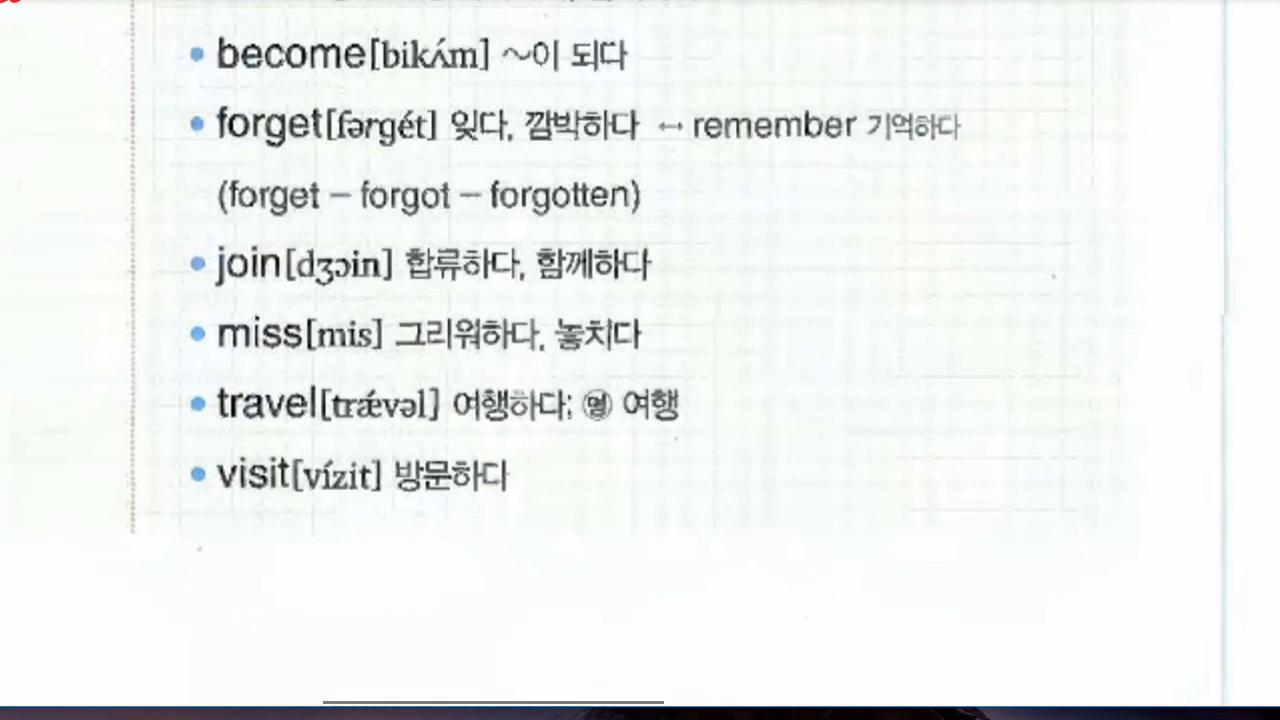 • become[bikʌ́m] ～이 되다
• forget[fərgét] 잊다, 깜박하다 ↔ remember 기억하다
(forget – forgot – forgotten)
• join[dʒɔin] 합류하다, 함께하다
• miss[mis] 그리워하다, 놓치다
• travel[trǽvəl] 여행하다; 명 여행
• visit[vízit] 방문하다